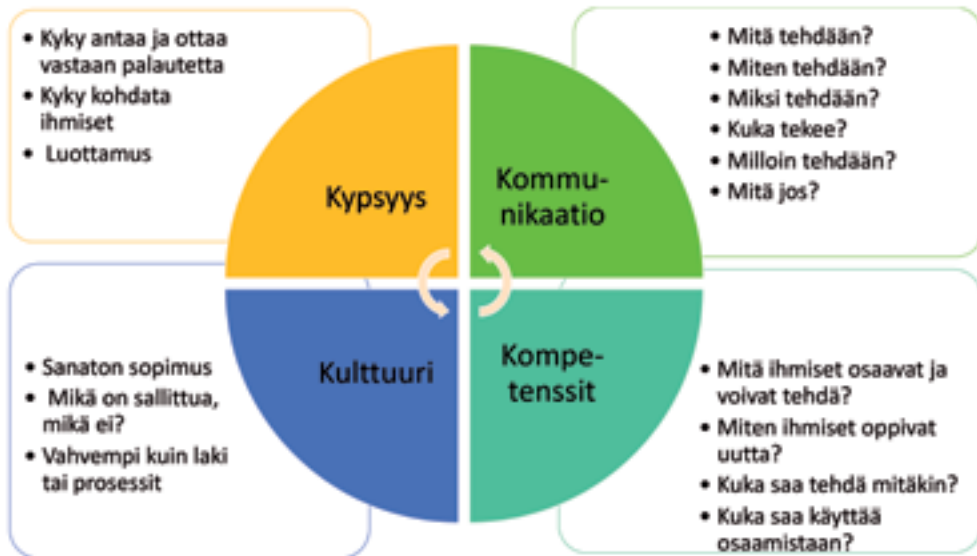 • Kyky antaa ja ottaa
vastaan palautetta
• Kyky kohdata
ihmiset
• Luottamus
Kypsyys
Kommu-
nikaatio
• Mitä tehdään?
• Miten tehdään?
• Miksi tehdään?
• Kuka tekee?
• Milloin tehdään?
• Mitä jos?
• Sanaton sopimus
• Mikä on sallittua,
mikä ei?
• Vahvempi kuin laki
tai prosessit
Kulttuuri
Kompe-
tenssit
• Mitä ihmiset osaavat ja
voivat tehdä?
• Miten ihmiset oppivat
uutta?
• Kuka saa tehdä mitäkin?
• Kuka saa käyttää
osaamistaan?